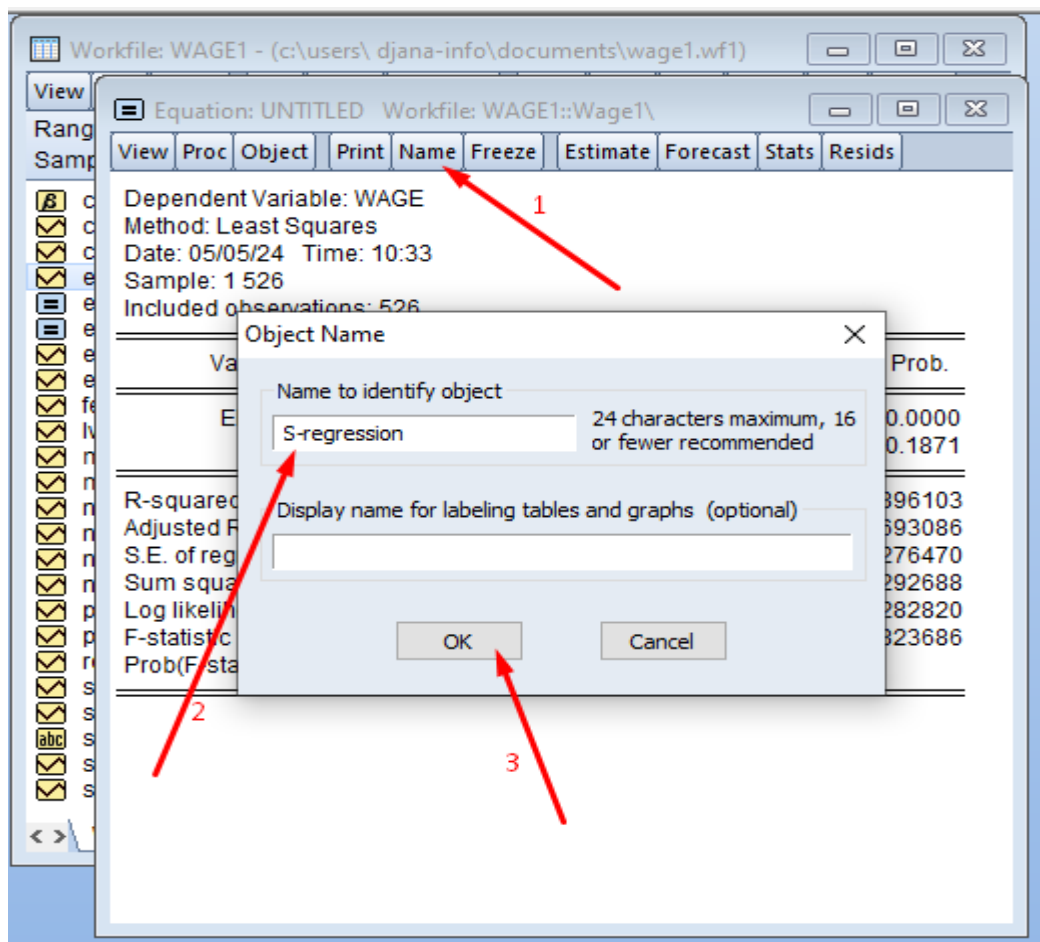 Workfile: WAGE1 - (c:\users\ djana-info\documents\wage1.wf1)
View
Equation: UNTITLED Workfile: WAGE1::Wage1\
Rang
View Proc Object Print Name Freeze Estimate Forecast Stats Resids
Samp
Dependent Variable: WAGE
1
Method: Least Squares
Date: 05/05/24 Time: 10:33
Sample: 1 526
Included observations: 526
Object Name
Va
Prob.
Name to identify object
E
S-regression
24 characters maximum, 16
or fewer recommended
0.0000
0.1871
R-squared
396103
Display name for labeling tables and graphs (optional)
Adjusted R
693086
S.E. of reg
276470
Sum squa
292688
Log likelih
282820
F-statistic
OK
Cancel
323686
Prob(F-sta
2
3
abc